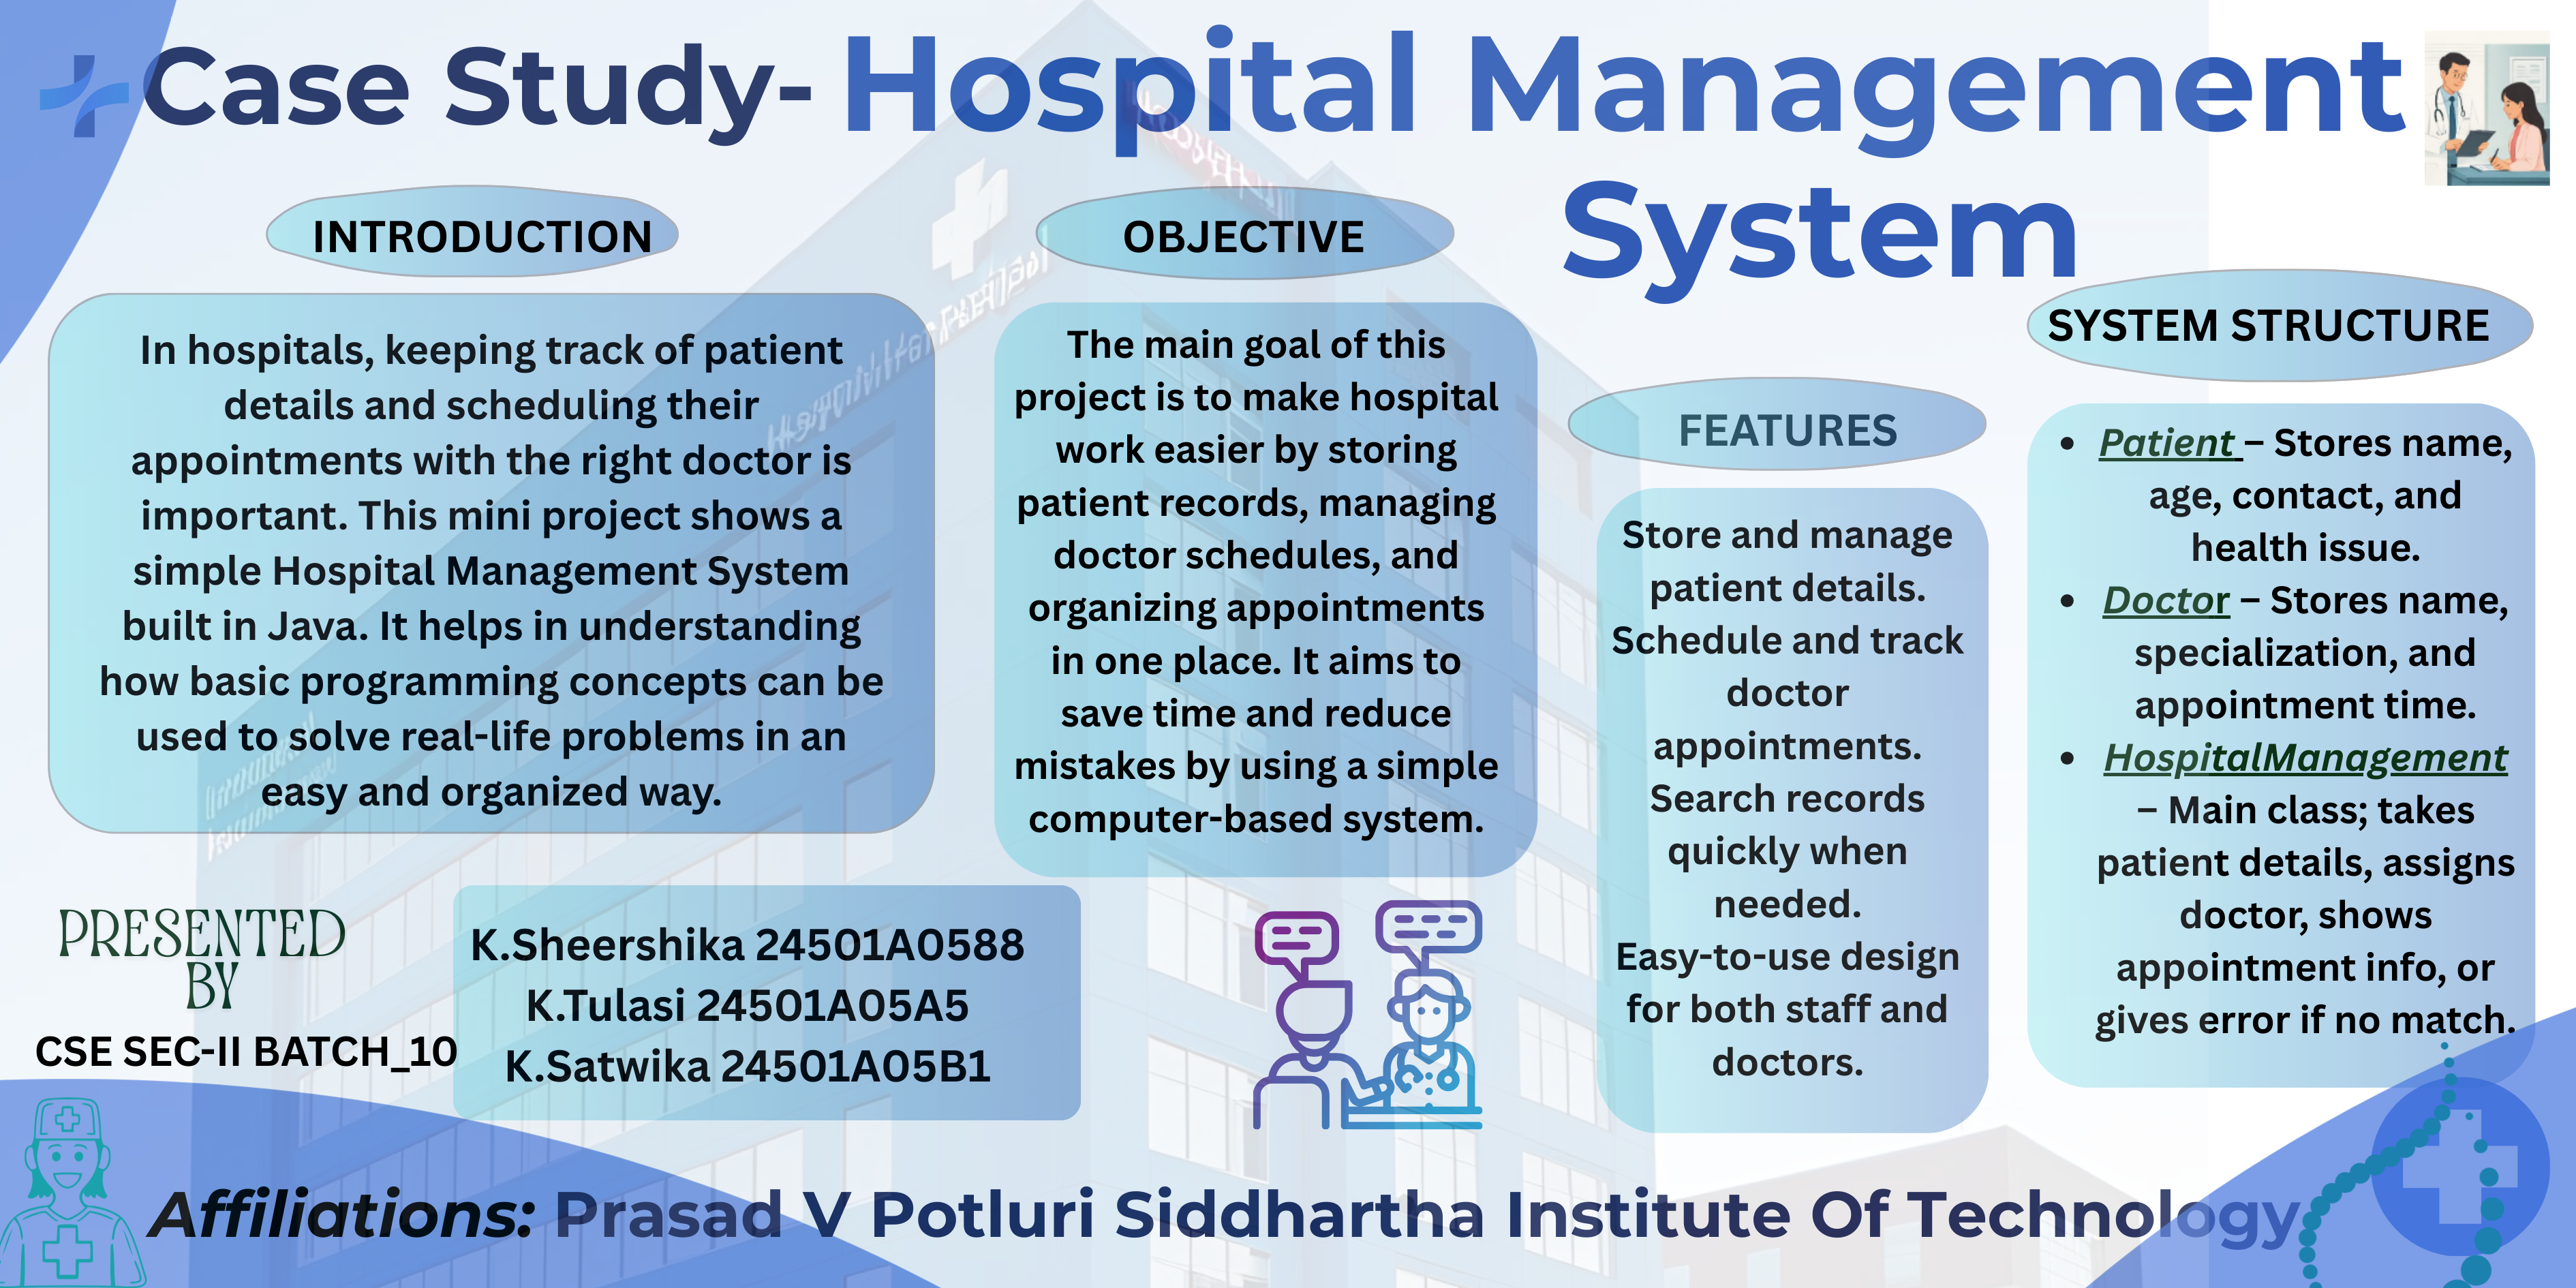 Case Study- Hospital Management
System
INTRODUCTION
In hospitals, keeping track of patient
details and scheduling their
appointments with the right doctor is
important. This mini project shows a
simple Hospital Management System
built in Java. It helps in understanding
how basic programming concepts can be
used to solve real-life problems in an
easy and organized way.
OBJECTIVE
The main goal of this
project is to make hospital
work easier by storing
patient records, managing
doctor schedules, and
organizing appointments
in one place. It aims to
save time and reduce
mistakes by using a simple
computer-based system.
FEATURES
Store and manage
patient details.
Schedule and track
doctor
appointments.
Search records
quickly when
needed.
Easy-to-use design
for both staff and
doctors.
SYSTEM STRUCTURE
• Patient – Stores name,
age, contact, and
health issue.
• Doctor – Stores name,
specialization, and
appointment time.
• HospitalManagement
– Main class; takes
patient details, assigns
doctor, shows
appointment info, or
gives error if no match.
PRESENTED
BY
CSE SEC-II BATCH_10
K.Sheershika 24501A0588
K.Tulasi 24501A05A5
K.Satwika 24501A05B1
Affiliations: Prasad V Potluri Siddhartha Institute Of Technology